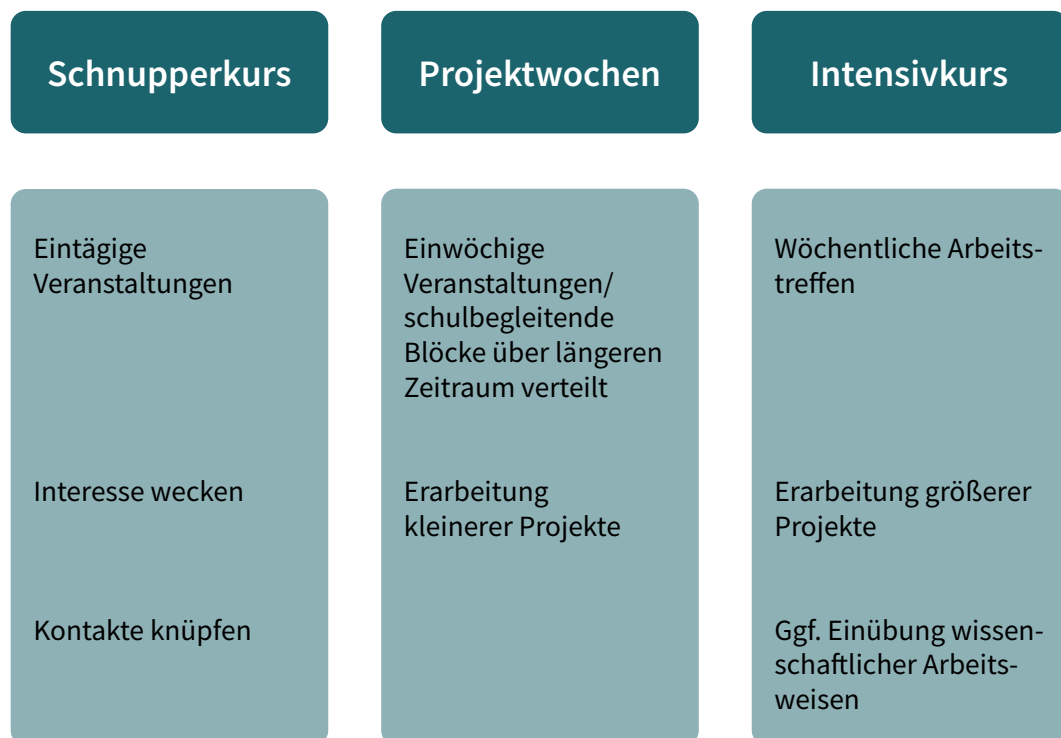 Schnupperkurs
Eintägige
Veranstaltungen
Interesse wecken
Kontakte knüpfen
Projektwochen
Einwöchige
Veranstaltungen/
schulbegleitende
Blöcke über längeren
Zeitraum verteilt
Erarbeitung
kleinerer Projekte
Intensivkurs
Wöchentliche Arbeits-
treffen
Erarbeitung größerer
Projekte
Ggf. Einübung wissen-
schaftlicher Arbeits-
weisen